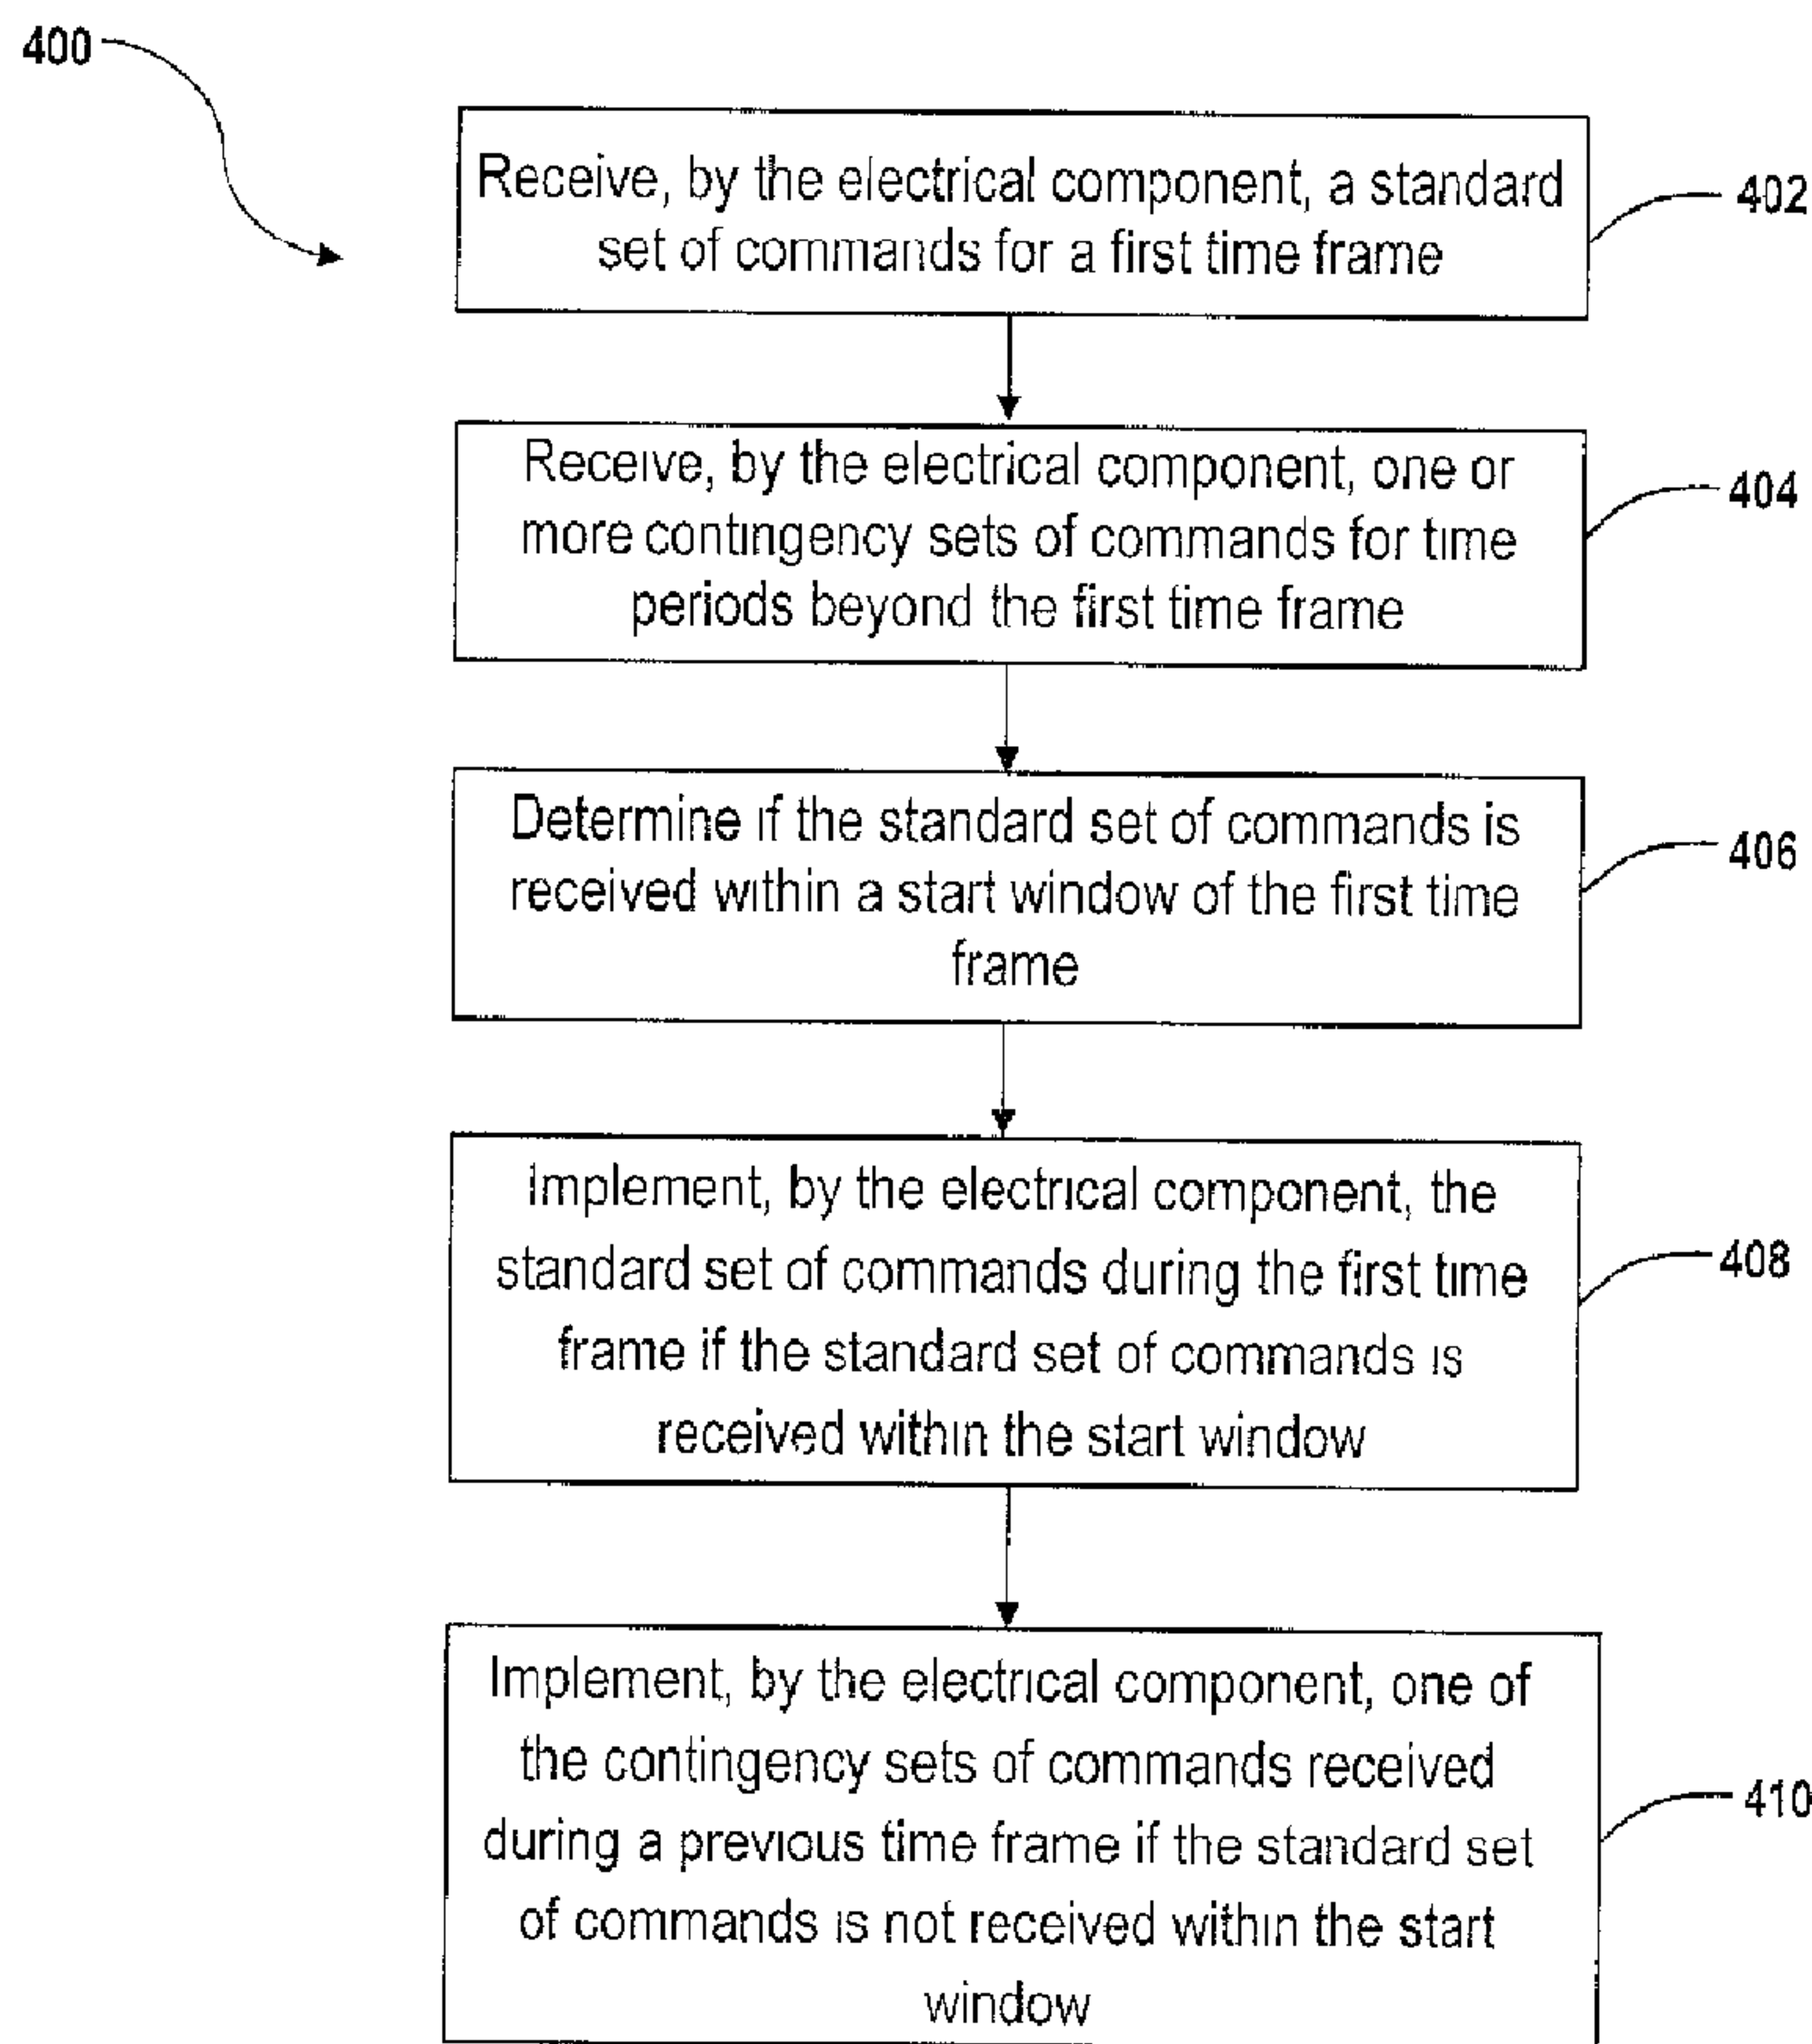 400
Receive, by the electrical component, a standard
set of commands for a first time frame
402
Receive, by the electrical component, one or
more contingency sets of commands for time
periods beyond the first time frame
404
Determine if the standard set of commands is
received within a start window of the first time
frame
406
Implement, by the electrical component, the
standard set of commands during the first time
frame if the standard set of commands is
received within the start window
408
Implement, by the electrical component, one of
the contingency sets of commands received
during a previous time frame if the standard set
of commands is not received within the start
window
410